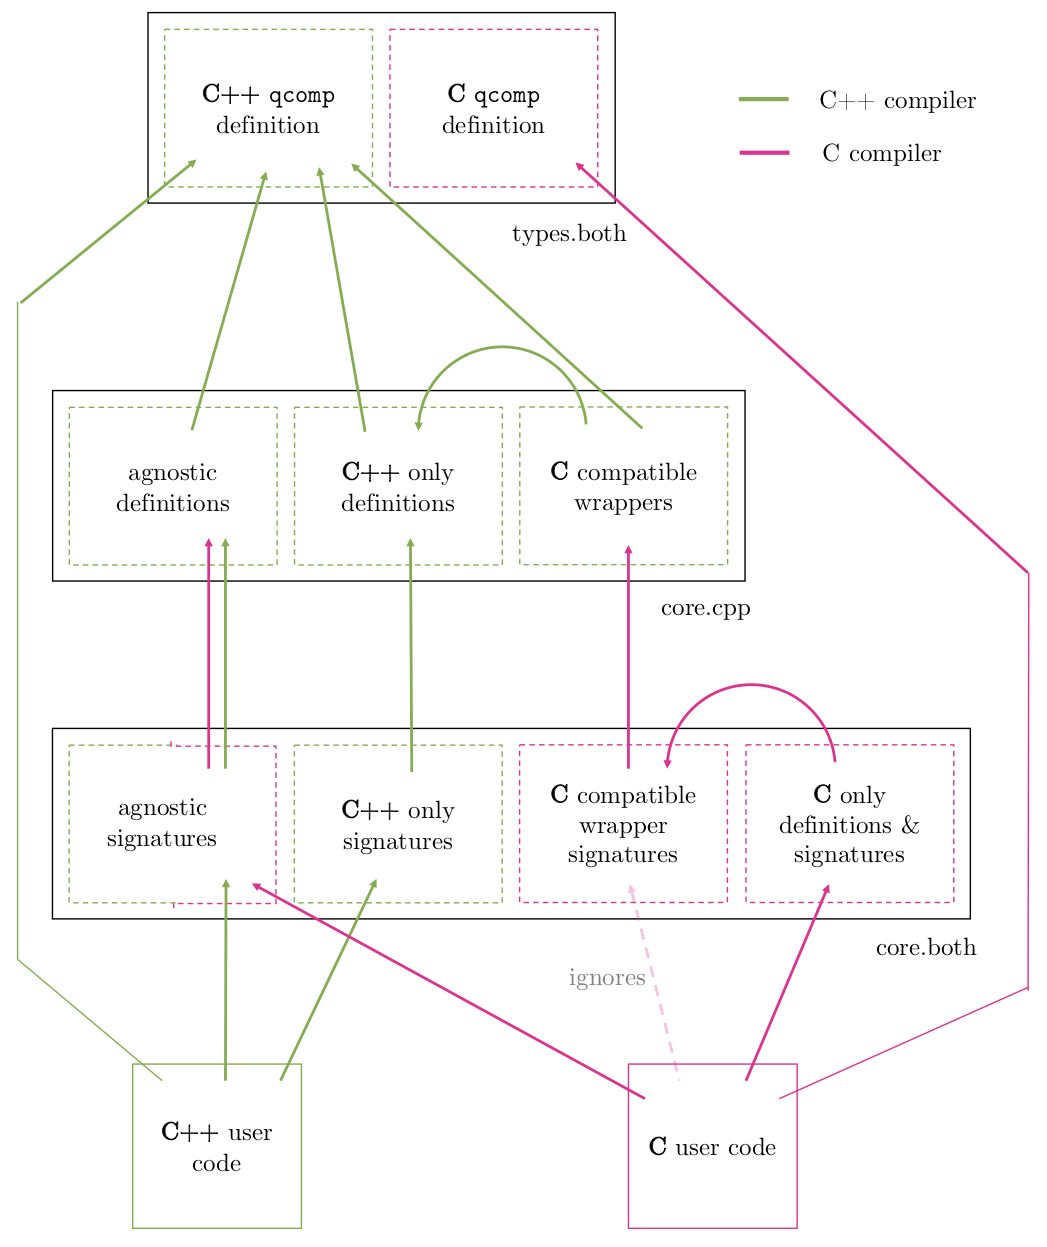 C++ qcomp
definition
C qcomp
definition
C++ compiler
C compiler
types.both
agnostic
definitions
C++ only
definitions
C compatible
wrappers
core.cpp
agnostic
signatures
C++ only
signatures
C compatible
wrapper
signatures
C only
definitions &
signatures
core.both
ignores
C++ user
code
C user code